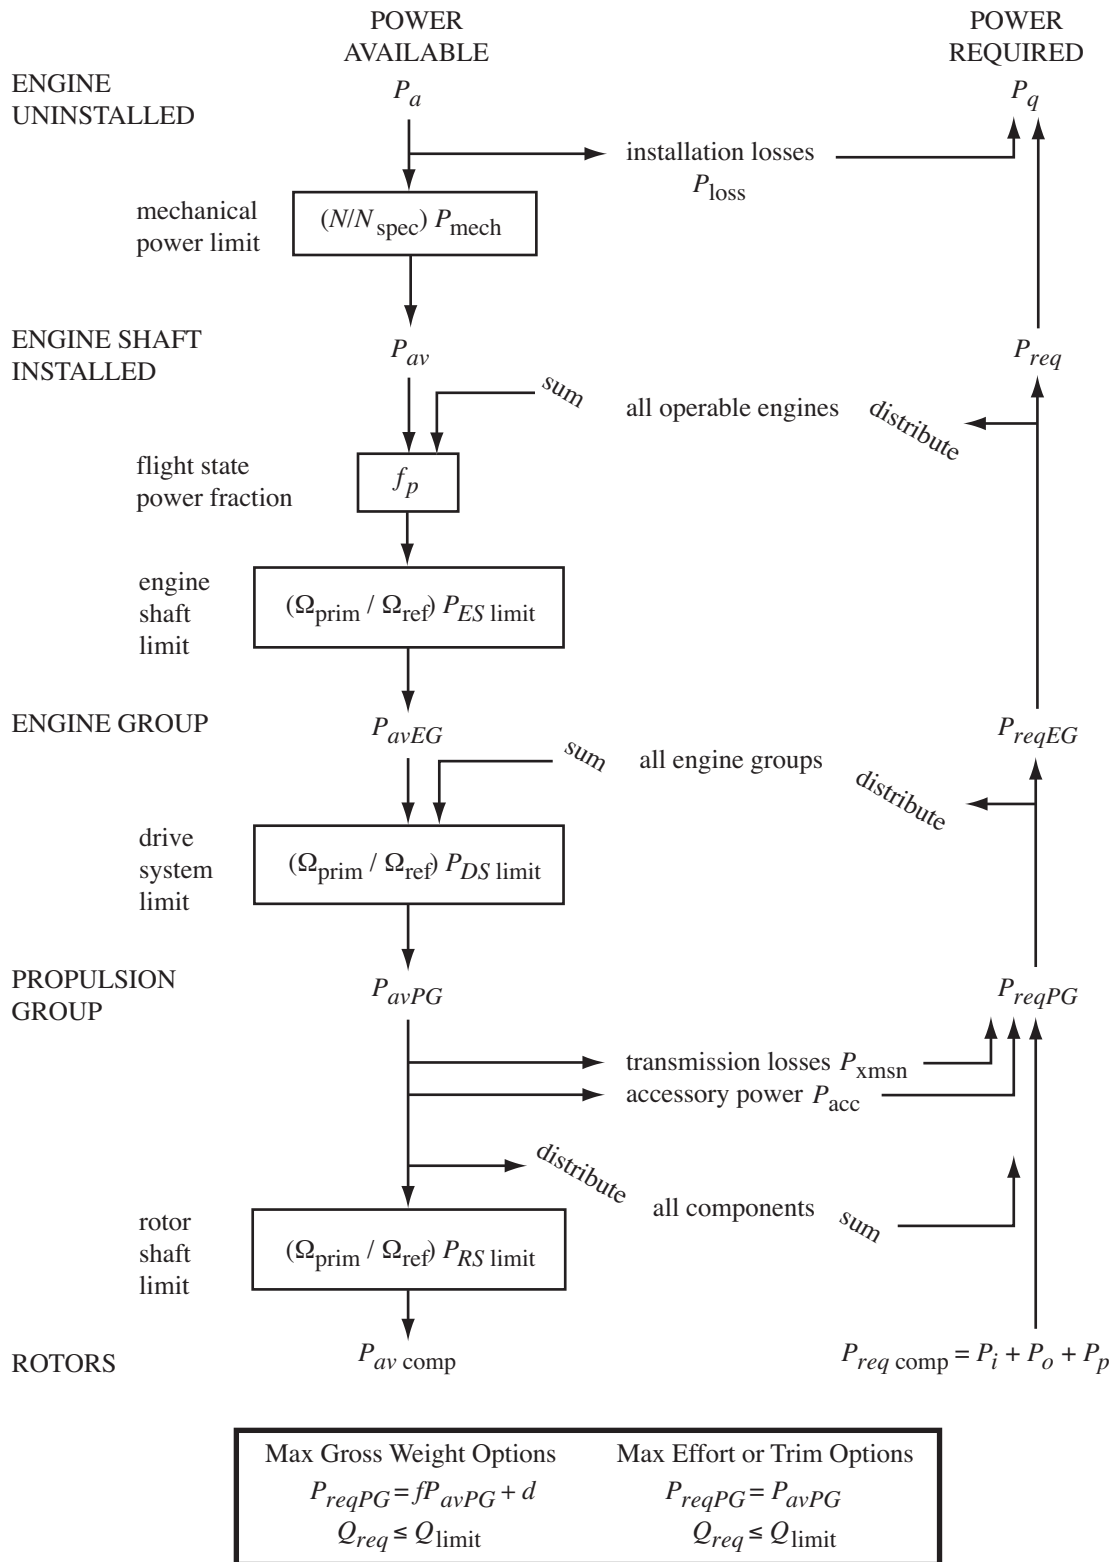 POWER
AVAILABLE
POWER
REQUIRED
ENGINE
UNINSTALLED
P_a
P_q
installation losses
P_loss
mechanical
power limit
(N/N_spec) P_mech
ENGINE SHAFT
INSTALLED
P_av
P_req
sum
all operable engines
distribute
flight state
power fraction
f_p
engine
shaft
limit
(Ω_prim / Ω_ref) P_ES limit
ENGINE GROUP
P_avEG
P_reqEG
sum
all engine groups
distribute
drive
system
limit
(Ω_prim / Ω_ref) P_DS limit
PROPULSION
GROUP
P_avPG
P_reqPG
transmission losses P_xmsn
accessory power P_acc
distribute
all components
sum
rotor
shaft
limit
(Ω_prim / Ω_ref) P_RS limit
ROTORS
P_av comp
P_req comp = P_i + P_o + P_p
Max Gross Weight Options
P_reqPG = fP_avPG + d
Q_req ≤ Q_limit
Max Effort or Trim Options
P_reqPG = P_avPG
Q_req ≤ Q_limit